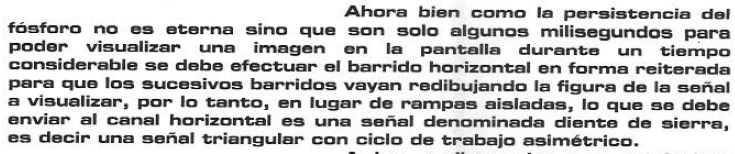 Ahora bien como la persistencia del
fósforo no es eterna sino que son solo algunos milisegundos para
poder visualizar una imagen en la pantalla durante un tiempo
considerable se debe efectuar el barrido horizontal en forma reiterada
para que los sucesivos barridos vayan redibujando la figura de la señal
a visualizar, por lo tanto, en lugar de rampas aisladas, lo que se debe
enviar al canal horizontal es una señal denominada diente de sierra,
es decir una señal triangular con ciclo de trabajo asimétrico.